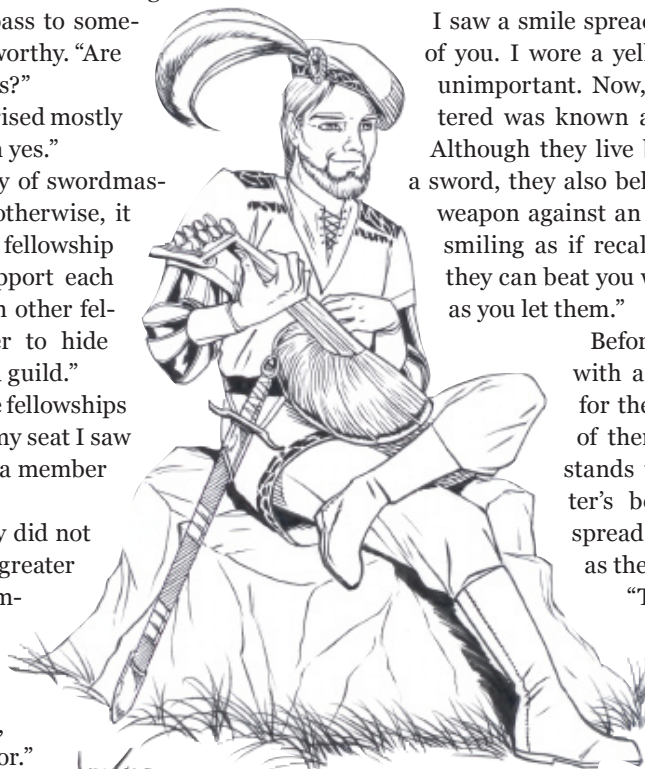 pass to some-
worthy. “Are
s?”
rised mostly
yes.”
y of swordmas-
otherwise, it
fellowship
pport each
n other fel-
er to hide
guild.”
e fellowships
my seat I saw
a member
y did not
greater
m-
or.”
I saw a smile spread
of you. I wore a yell
unimportant. Now,
tered was known a
Although they live b
a sword, they also bel
weapon against an
smiling as if recal
they can beat you w
as you let them.”
Befor
with a
for the
of ther
stands
ter’s be
spread
as the
“T